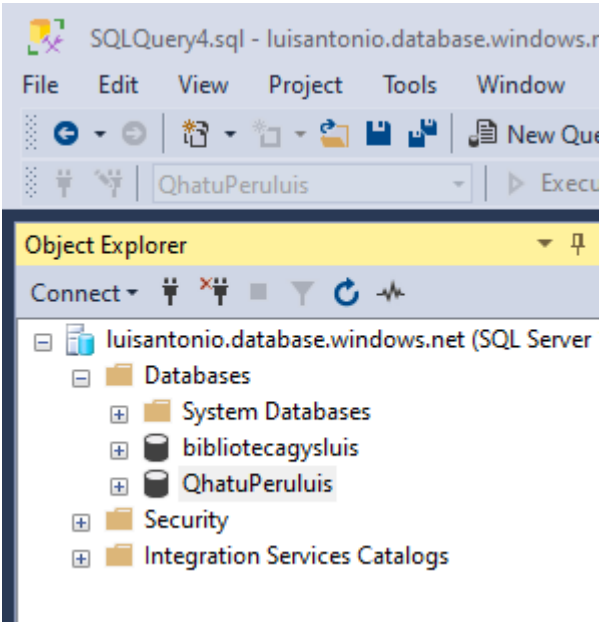 SQLQuery4.sql - luisantonio.database.windows.n
File Edit View Project Tools Window
New Que
QhatuPeruluis Execu
Object Explorer
Connect
luisantonio.database.windows.net (SQL Server
Databases
System Databases
bibliotecagysluis
QhatuPeruluis
Security
Integration Services Catalogs